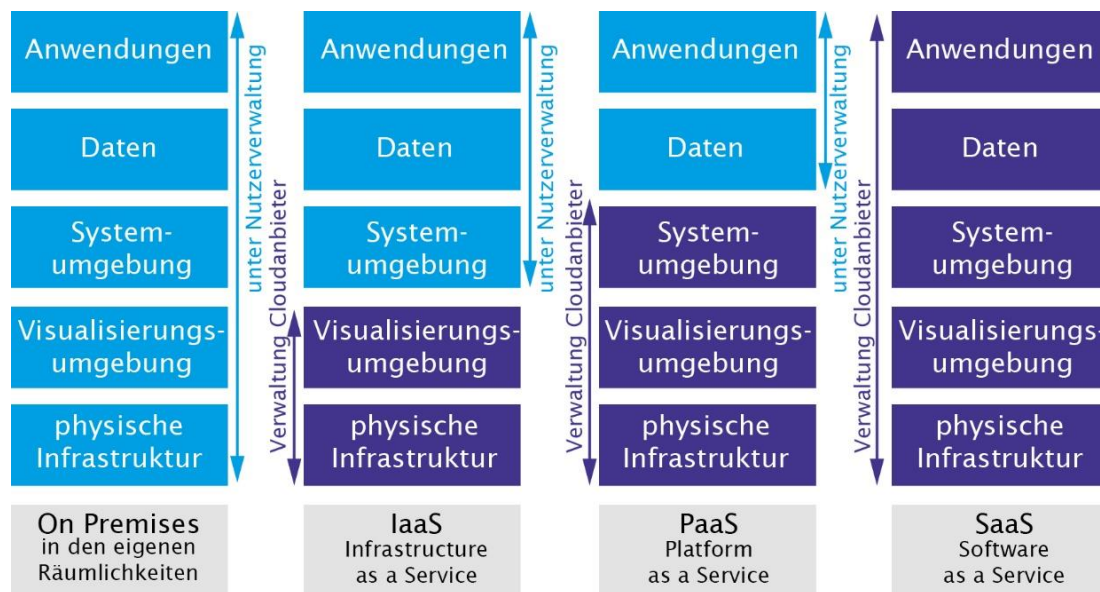 Anwendungen
Daten
System-
umgebung
Visualisierungs-
umgebung
physische
Infrastruktur
unter Nutzerverwaltung
On Premises
in den eigenen
Räumlichkeiten
Verwaltung Cloudanbieter
Anwendungen
Daten
System-
umgebung
Visualisierungs-
umgebung
physische
Infrastruktur
unter Nutzerverwaltung
IaaS
Infrastructure
as a Service
Verwaltung Cloudanbieter
Anwendungen
Daten
System-
umgebung
Visualisierungs-
umgebung
physische
Infrastruktur
unter Nutzerverwaltung
PaaS
Platform
as a Service
Verwaltung Cloudanbieter
Anwendungen
Daten
System-
umgebung
Visualisierungs-
umgebung
physische
Infrastruktur
SaaS
Software
as a Service